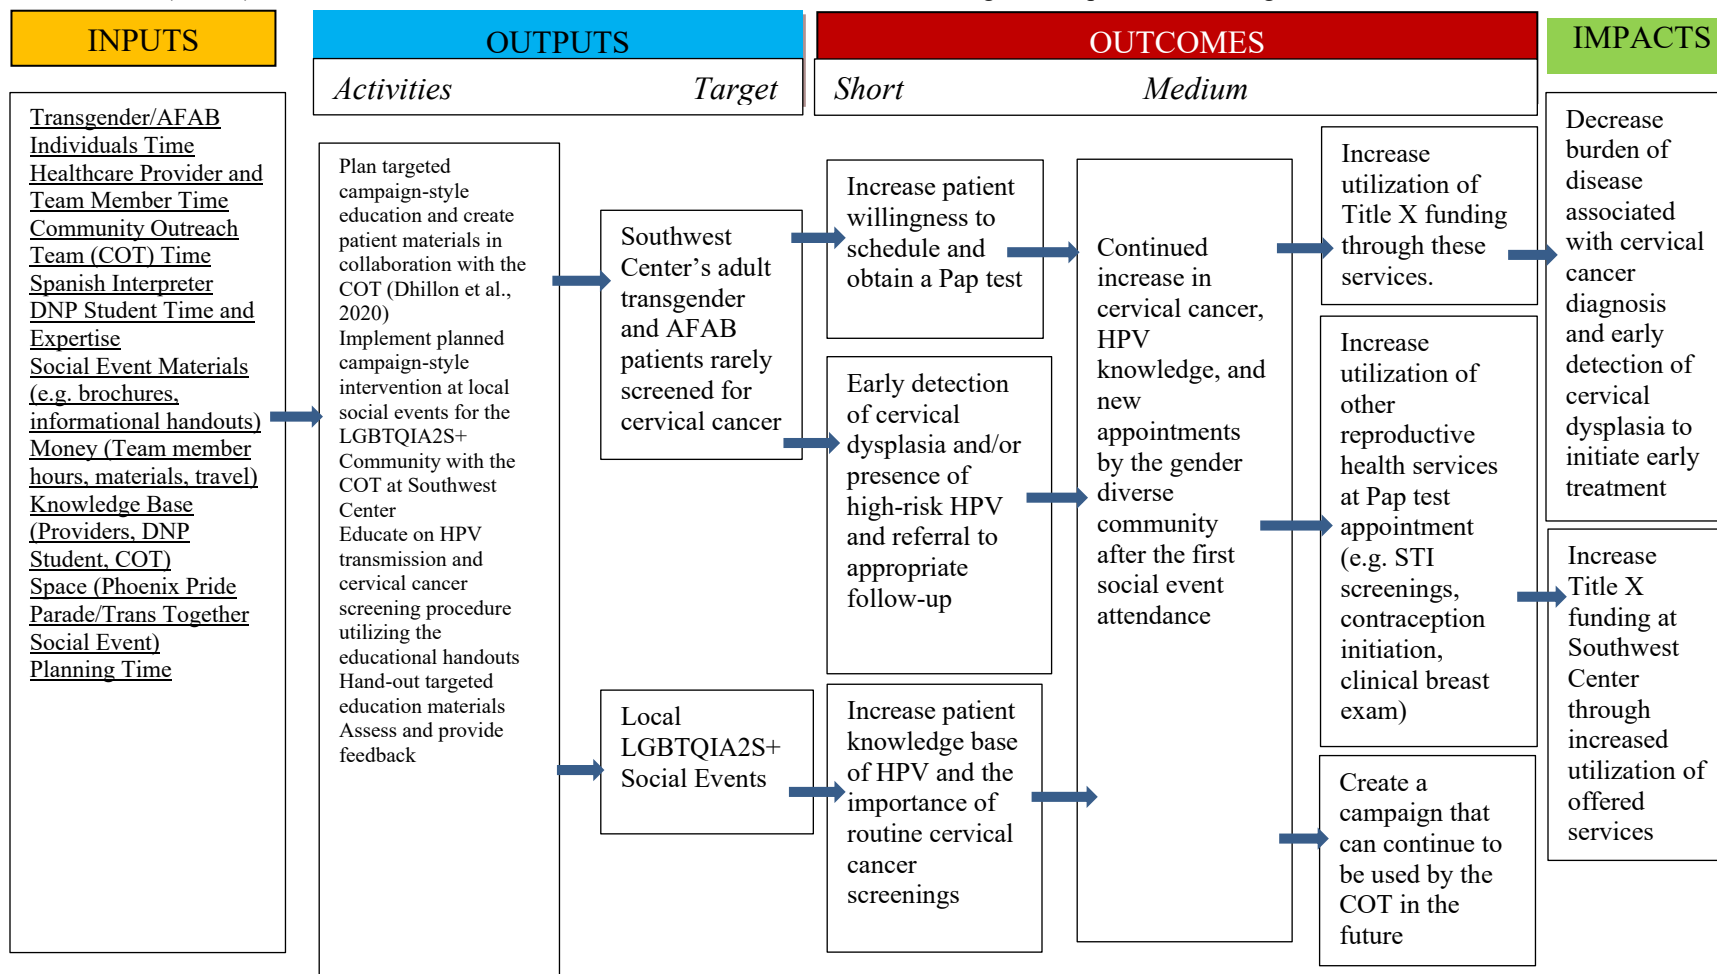 INPUTS
OUTPUTS
OUTCOMES
IMPACTS
Activities
Target
Short
Medium
Transgender/AFAB
Individuals Time
Healthcare Provider and
Team Member Time
Community Outreach
Team (COT) Time
Spanish Interpreter
DNP Student Time and
Expertise
Social Event Materials
(e.g. brochures,
informational handouts)
Money (Team member
hours, materials, travel)
Knowledge Base
(Providers, DNP
Student, COT)
Space (Phoenix Pride
Parade/Trans Together
Social Event)
Planning Time
Plan targeted
campaign-style
education and create
patient materials in
collaboration with the
COT (Dhillon et al.,
2020)
Implement planned
campaign-style
intervention at local
social events for the
LGBTQIA2S+
Community with the
COT at Southwest
Center
Educate on HPV
transmission and
cervical cancer
screening procedure
utilizing the
educational handouts
Hand-out targeted
education materials
Assess and provide
feedback
Southwest
Center’s adult
transgender
and AFAB
patients rarely
screened for
cervical cancer
Local
LGBTQIA2S+
Social Events
Increase patient
willingness to
schedule and
obtain a Pap test
Early detection
of cervical
dysplasia and/or
presence of
high-risk HPV
and referral to
appropriate
follow-up
Increase patient
knowledge base
of HPV and the
importance of
routine cervical
cancer
screenings
Continued
increase in
cervical cancer,
HPV
knowledge, and
new
appointments
by the gender
diverse
community
after the first
social event
attendance
Increase
utilization of
Title X funding
through these
services.
Increase
utilization of
other
reproductive
health services
at Pap test
appointment
(e.g. STI
screenings,
contraception
initiation,
clinical breast
exam)
Create a
campaign that
can continue to
be used by the
COT in the
future
Decrease
burden of
disease
associated
with cervical
cancer
diagnosis
and early
detection of
cervical
dysplasia to
initiate early
treatment
Increase
Title X
funding at
Southwest
Center
through
increased
utilization of
offered
services